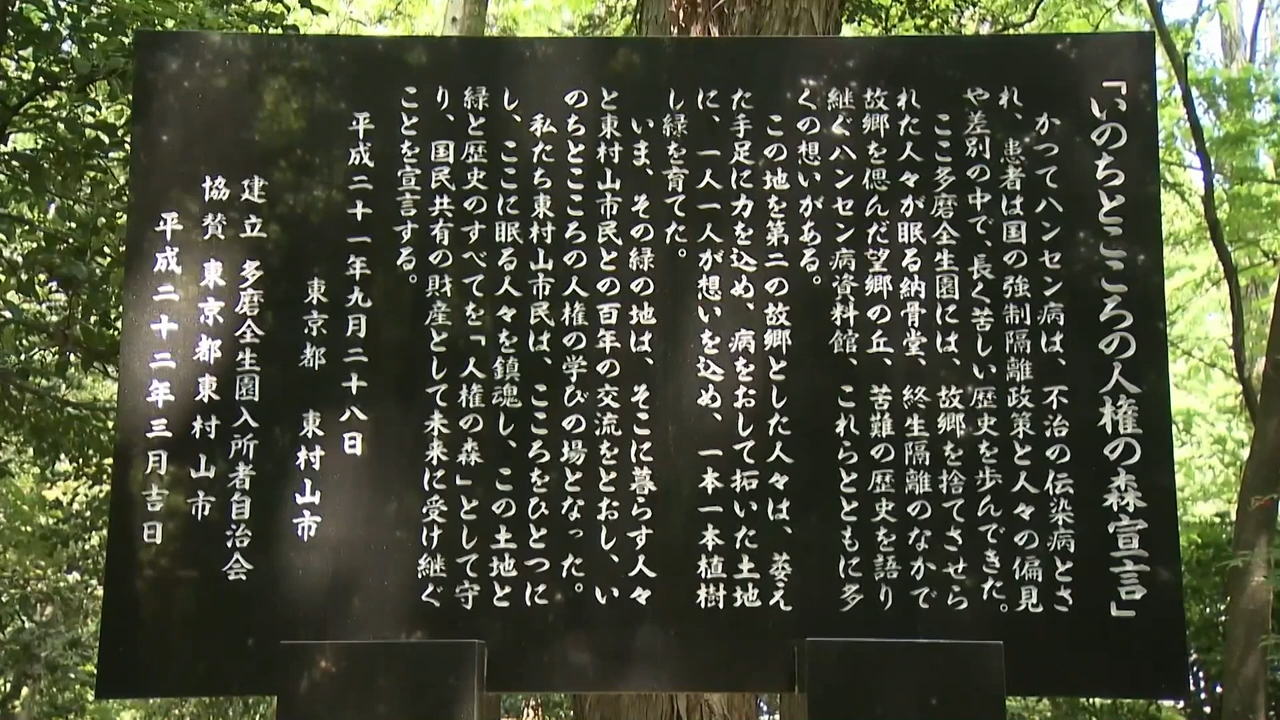 「いのちとこころの人権の森宣言」
かつてハンセン病は、不治の伝染病とさ
れ、患者は国の強制隔離政策と人々の偏見
や差別の中で、長く苦しい歴史を歩んできた。
ここ多磨全生園には、故郷を捨てさせら
れた人々が眠る納骨堂、終生隔離のなかで
故郷を偲んだ望郷の丘、苦難の歴史を語り
継ぐハンセン病資料館、これらとともに多
くの想いがある。
この地を第二の故郷とした人々は、萎え
た手足に力を込め、病をおして拓いた土地
に、一人一人が想いを込め、一本一本植樹
し緑を育てた。
いま、その緑の地は、そこに暮らす人々
と東村山市民との百年の交流をとおし、い
のちとこころの人権の学びの場となった。
私たち東村山市民は、こころをひとつに
し、ここに眠る人々を鎮魂し、この土地と
緑と歴史のすべてを「人権の森」として守
り、国民共有の財産として未来に受け継ぐ
ことを宣言する。
平成二十一年九月二十八日
東京都 東村山市
建立 多磨全生園入所者自治会
協賛 東京都東村山市
平成二十二年三月吉日